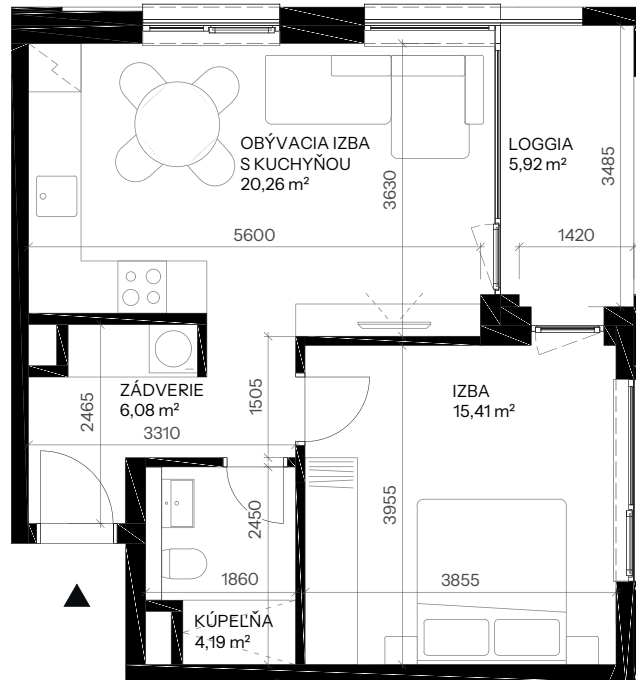 OBÝVACIA IZBA
S KUCHYŇOU
20,26 m²
LOGGIA
5,92 m²
3485
3630
5600
1420
ZÁDVERIE
6,08 m²
2465
3310
1505
IZBA
15,41 m²
2450
3955
1860
3855
KÚPEĽŇA
4,19 m²